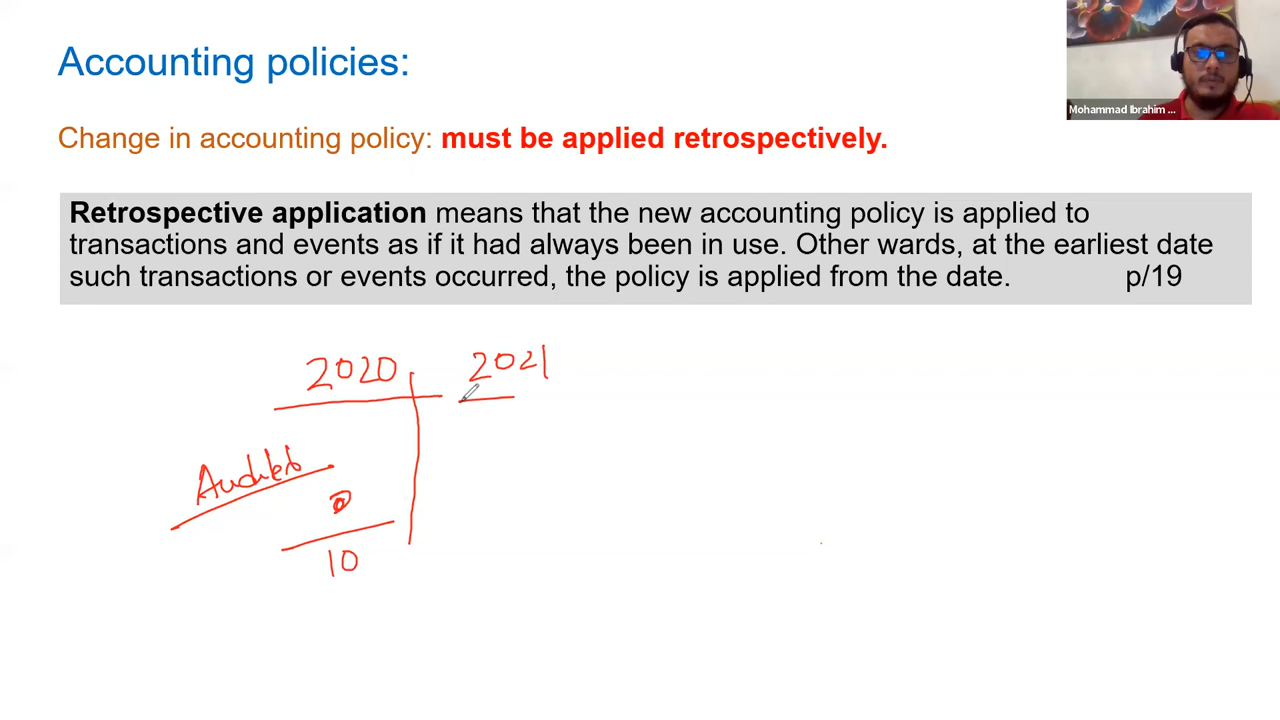 Accounting policies:
Mohammad Ibrahim ...
Change in accounting policy: must be applied retrospectively.
Retrospective application means that the new accounting policy is applied to
transactions and events as if it had always been in use. Other wards, at the earliest date
such transactions or events occurred, the policy is applied from the date. p/19
2020 2021
Audited
10